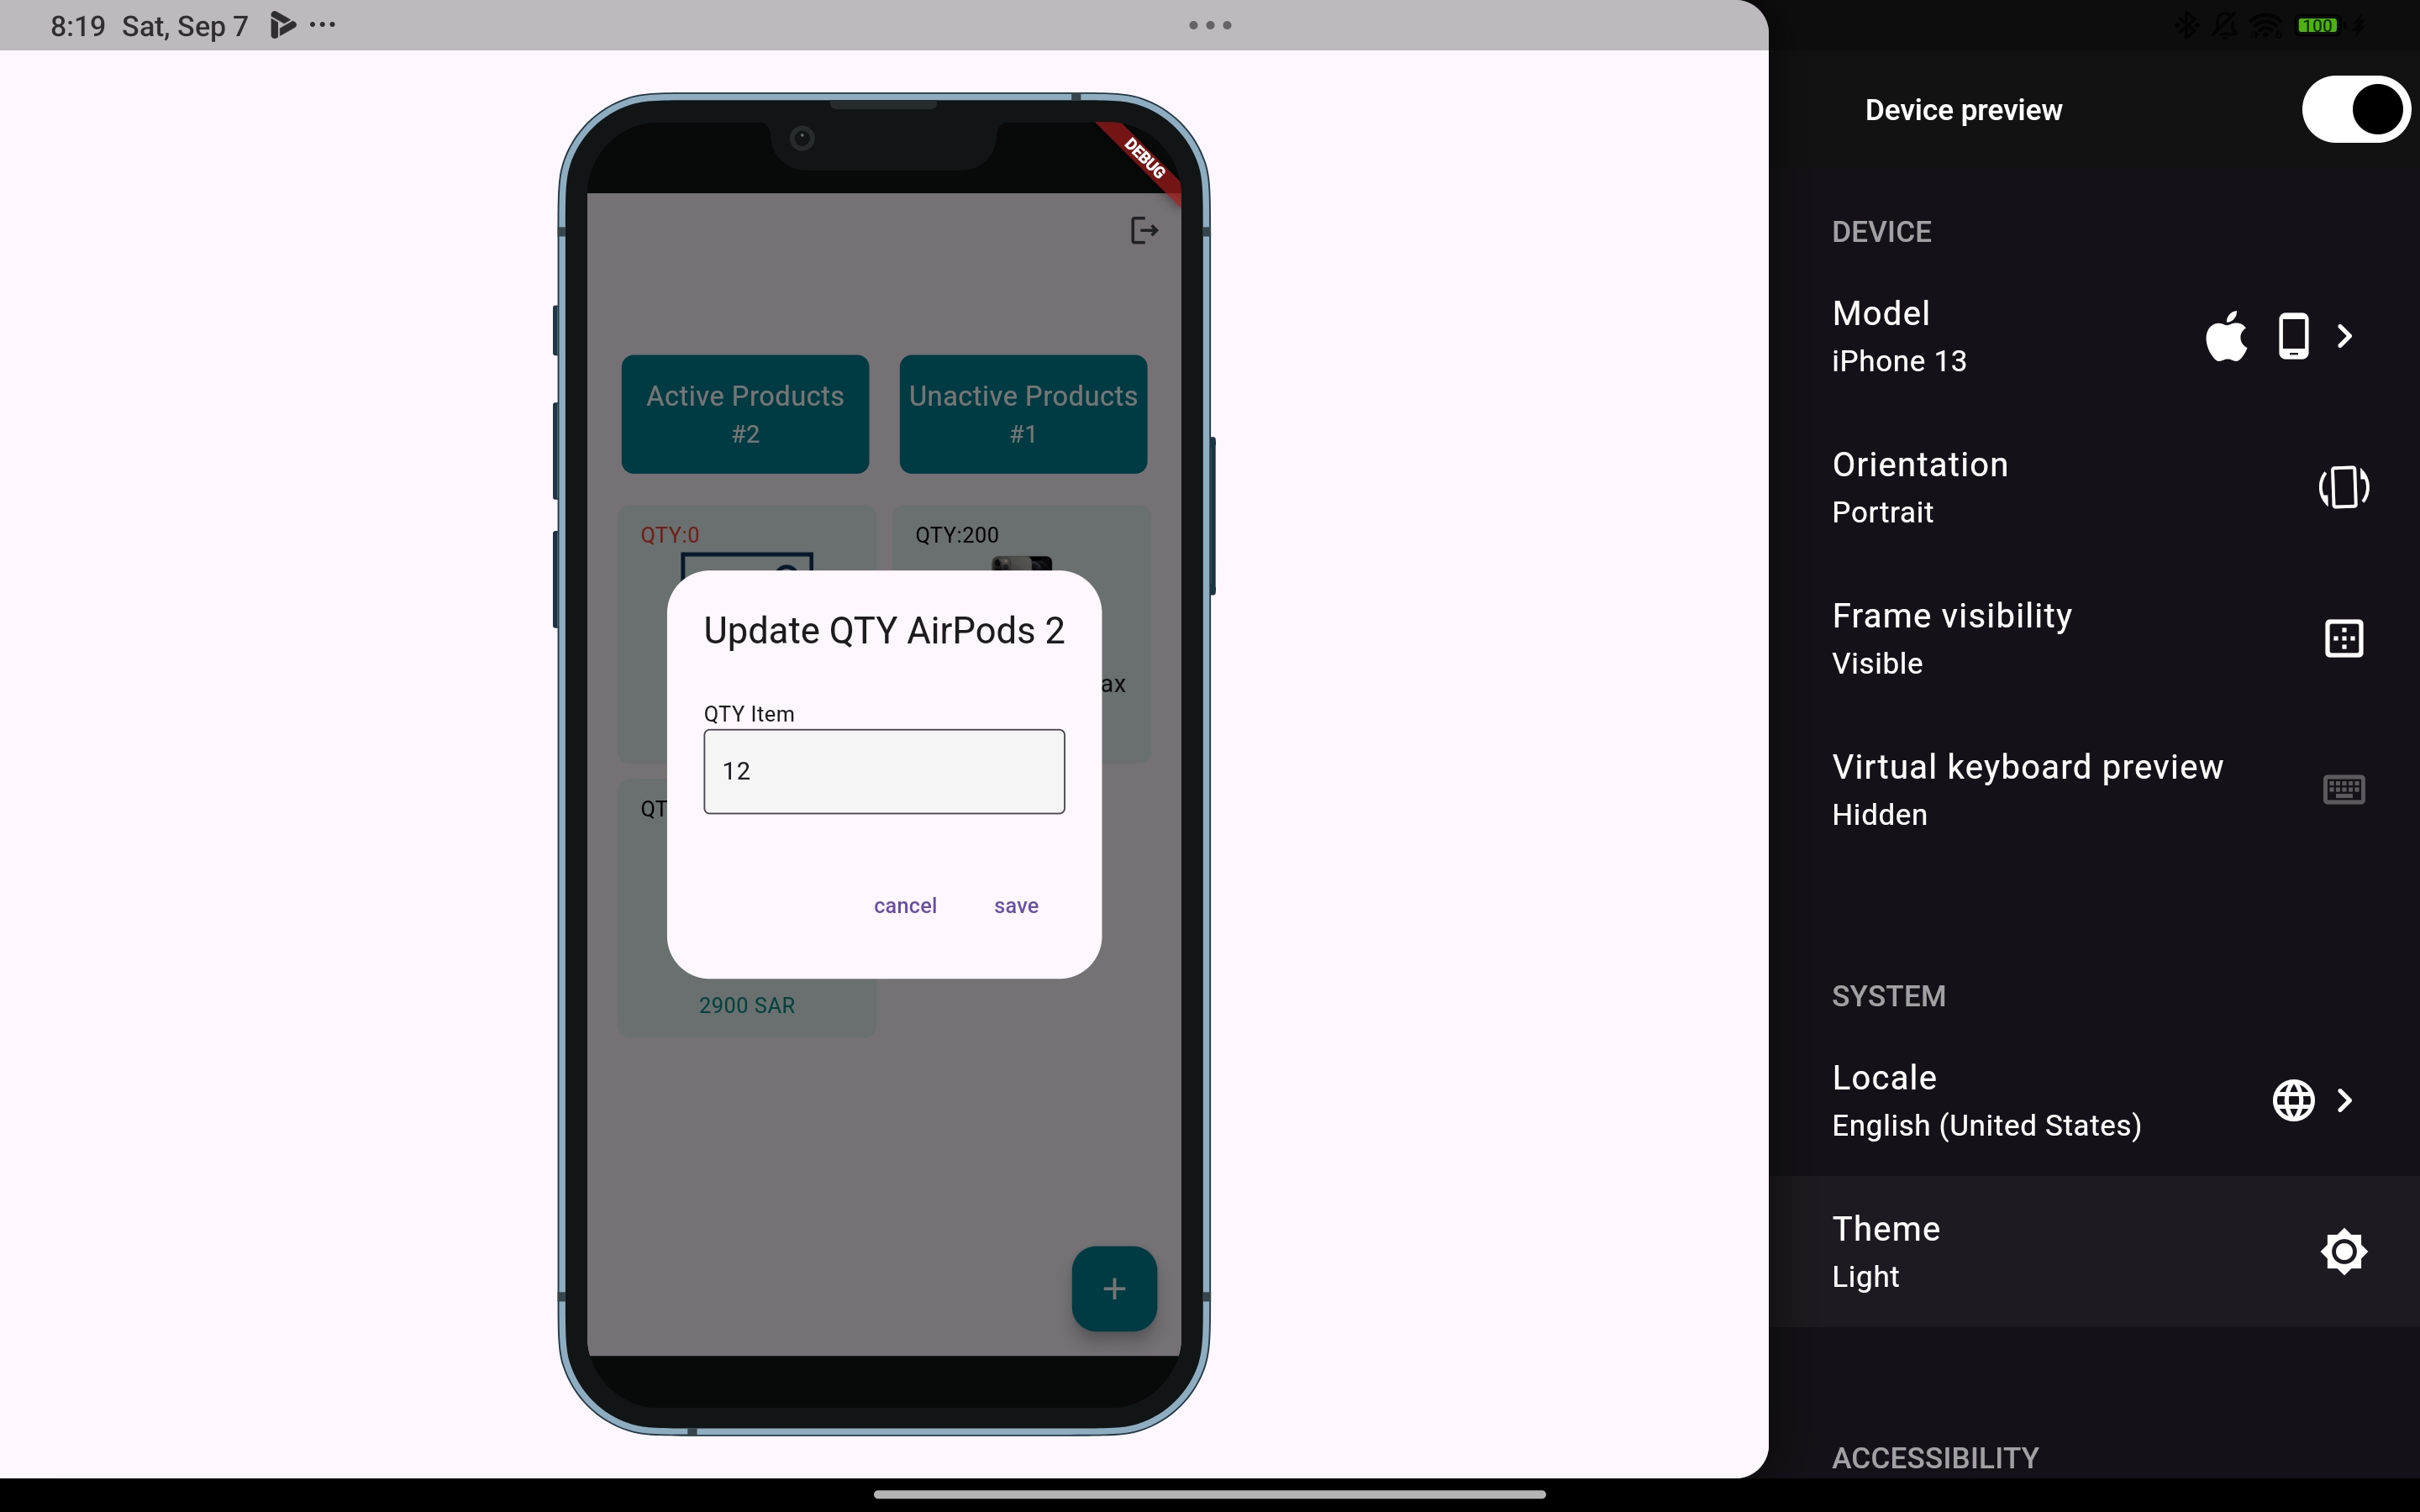 8:19 Sat, Sep 7
100
Device preview
DEBUG
DEVICE
Model
iPhone 13
Orientation
Portrait
Frame visibility
Visible
Virtual keyboard preview
Hidden
SYSTEM
Locale
English (United States)
Theme
Light
ACCESSIBILITY
Active Products
#2
Unactive Products
#1
QTY:0
QTY:200
Update QTY AirPods 2
ax
QTY Item
12
QT
cancel
save
2900 SAR